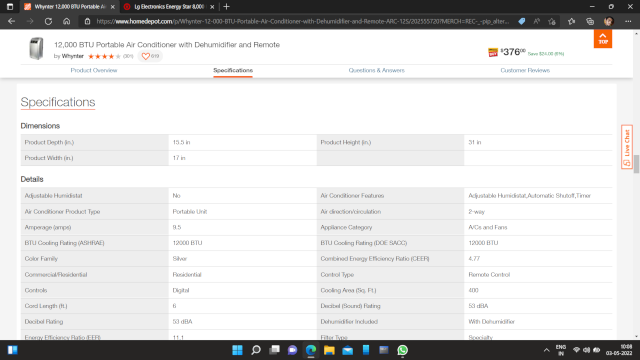 Whynter 12,000 BTU Portable Ai
Lg Electronics Energy Star 8,000
https://www.homedepot.com/p/Whynter-12-000-BTU-Portable-Air-Conditioner-with-Dehumidifier-and-Remote-ARC-12S/202555720?MERCH=REC-_-pip_alter...
12,000 BTU Portable Air Conditioner with Dehumidifier and Remote
by Whynter
619
$376 00 Save $24.00 (6%)
TOP
Product Overview Specifications Questions & Answers Customer Reviews
Specifications
Live Chat
Dimensions
Product Depth (in.) 15.5 in Product Height (in.) 31 in
Product Width (in.) 17 in
Details
Adjustable Humidistat No Air Conditioner Features Adjustable Humidistat,Automatic Shutoff,Timer
Air Conditioner Product Type Portable Unit Air direction/circulation 2-way
Amperage (amps) 9.5 Appliance Category A/Cs and Fans
BTU Cooling Rating (ASHRAE) 12000 BTU BTU Cooling Rating (DOE SACC) 12000 BTU
Color Family Silver Combined Energy Efficiency Ratio (CEER) 4.77
Commercial/Residential Residential Control Type Remote Control
Controls Digital Cooling Area (Sq. Ft.) 400
Cord Length (ft.) 6 Decibel (Sound) Rating 53 dBA
Decibel Rating 53 dBA Dehumidifier Included With Dehumidifier
Energy Efficiency Ratio (EER) 11.1 Filter Type Specialty
ENG
IN
10:08
03-05-2022